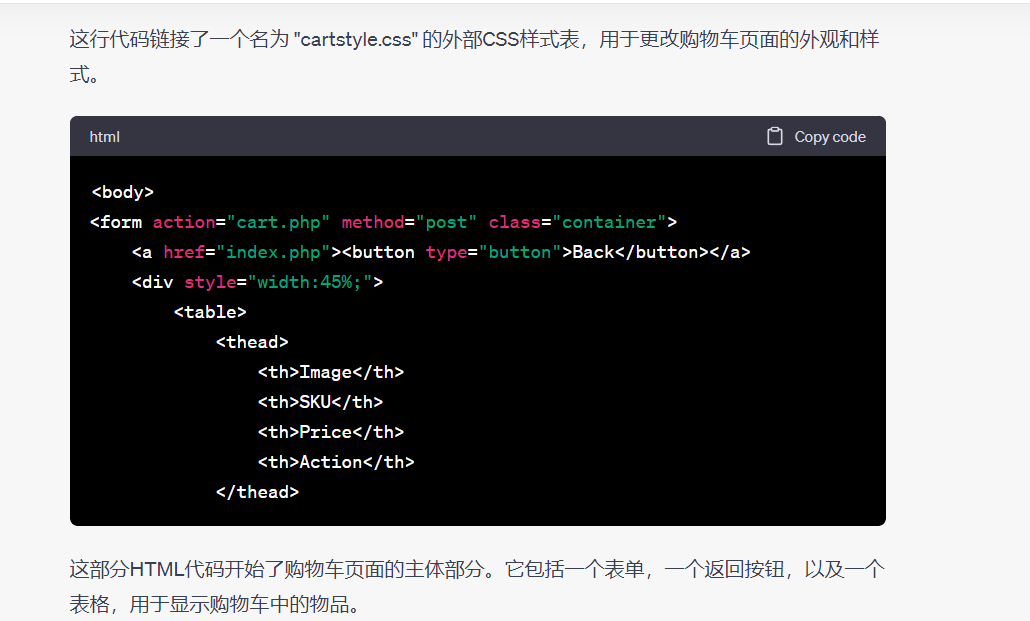 这行代码链接了一个名为 "cartstyle.css" 的外部CSS样式表，用于更改购物车页面的外观和样
式。
html Copy code
<body>
<form action="cart.php" method="post" class="container">
    <a href="index.php"><button type="button">Back</button></a>
    <div style="width:45%;">
        <table>
            <thead>
                <th>Image</th>
                <th>SKU</th>
                <th>Price</th>
                <th>Action</th>
            </thead>
这部分HTML代码开始了购物车页面的主体部分。它包括一个表单，一个返回按钮，以及一个
表格，用于显示购物车中的物品。